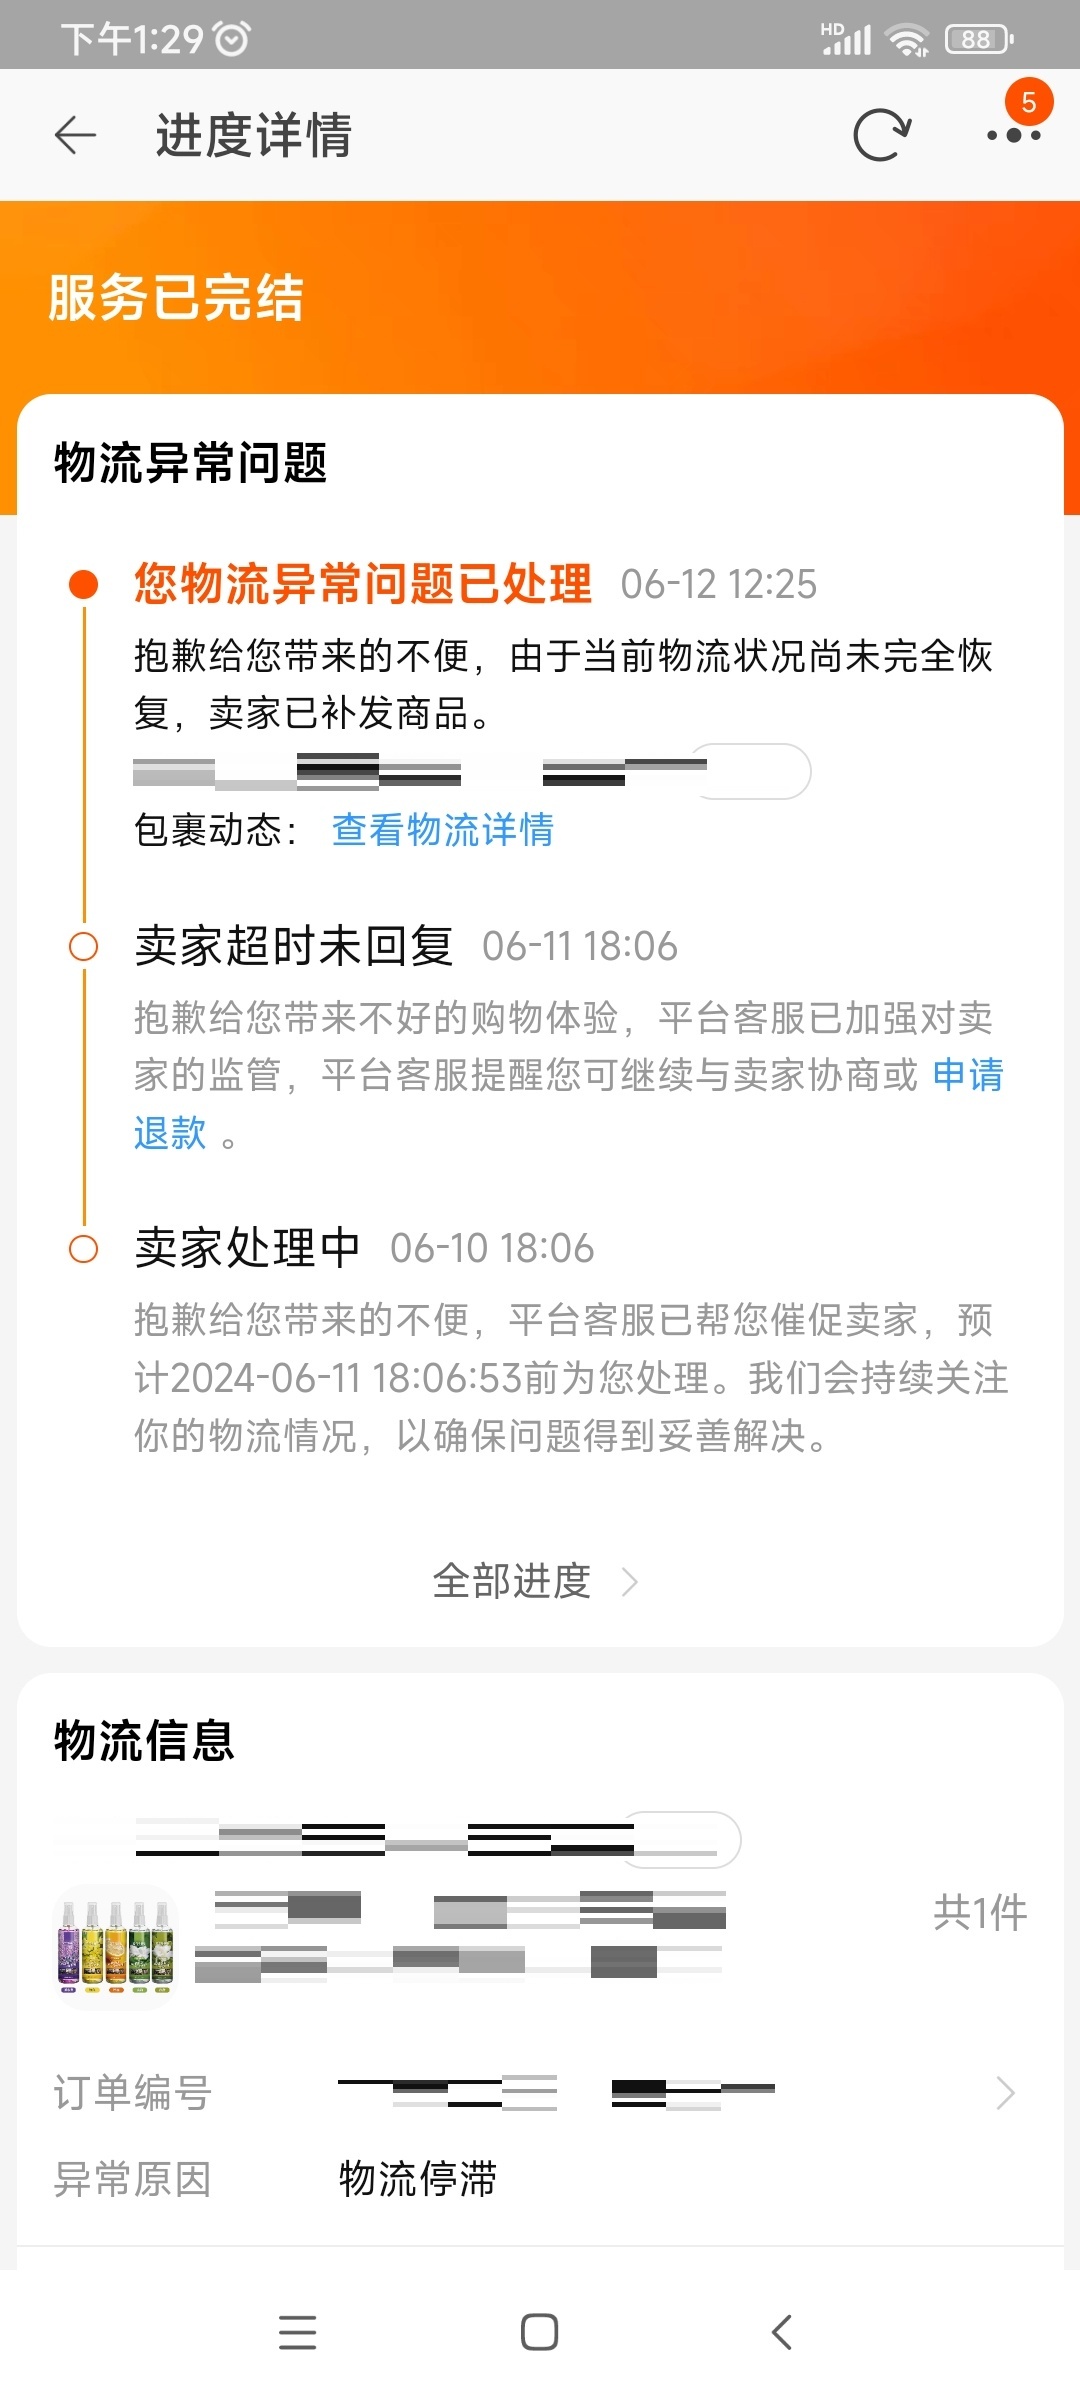 下午1:29
HD
88
进度详情
5
服务已完结
物流异常问题
您物流异常问题已处理 06-12 12:25
抱歉给您带来的不便，由于当前物流状况尚未完全恢
复，卖家已补发商品。
包裹动态： 查看物流详情
卖家超时未回复 06-11 18:06
抱歉给您带来不好的购物体验，平台客服已加强对卖
家的监管，平台客服提醒您可继续与卖家协商或 申请
退款 。
卖家处理中 06-10 18:06
抱歉给您带来的不便，平台客服已帮您催促卖家，预
计2024-06-11 18:06:53前为您处理。我们会持续关注
你的物流情况，以确保问题得到妥善解决。
全部进度
物流信息
共1件
订单编号
异常原因 物流停滞